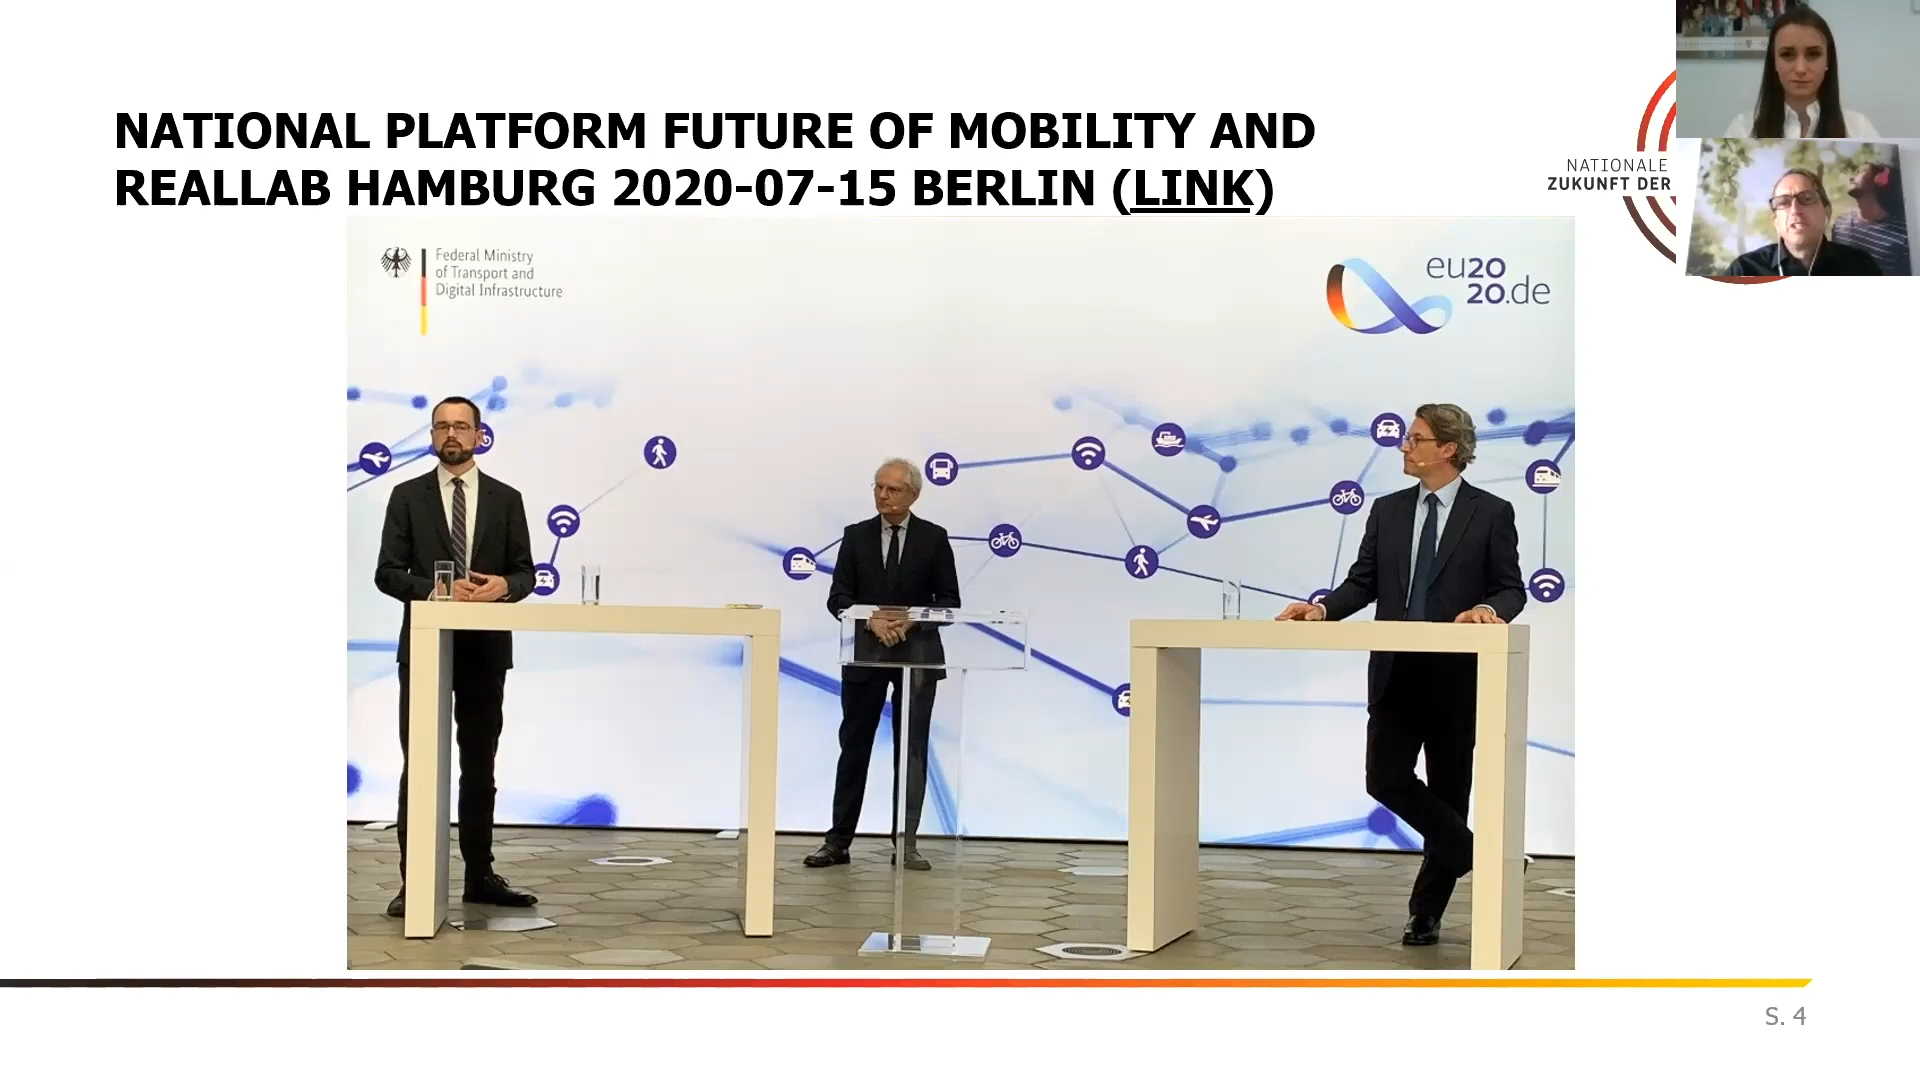 NATIONAL PLATFORM FUTURE OF MOBILITY AND
REALLAB HAMBURG 2020-07-15 BERLIN (LINK)
NATIONALE
ZUKUNFT DER
Federal Ministry
of Transport and
Digital Infrastructure
eu20
20.de
S. 4